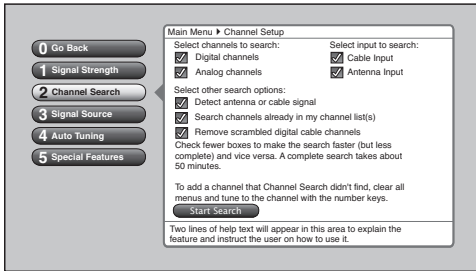 Main Menu ▸ Channel Setup
0 Go Back
1 Signal Strength
2 Channel Search
3 Signal Source
4 Auto Tuning
5 Special Features
Select channels to search:
Digital channels
Analog channels
Select input to search:
Cable Input
Antenna Input
Select other search options:
Detect antenna or cable signal
Search channels already in my channel list(s)
Remove scrambled digital cable channels
Check fewer boxes to make the search faster (but less
complete) and vice versa. A complete search takes about
50 minutes.
To add a channel that Channel Search didn't find, clear all
menus and tune to the channel with the number keys.
Start Search
Two lines of help text will appear in this area to explain the
feature and instruct the user on how to use it.